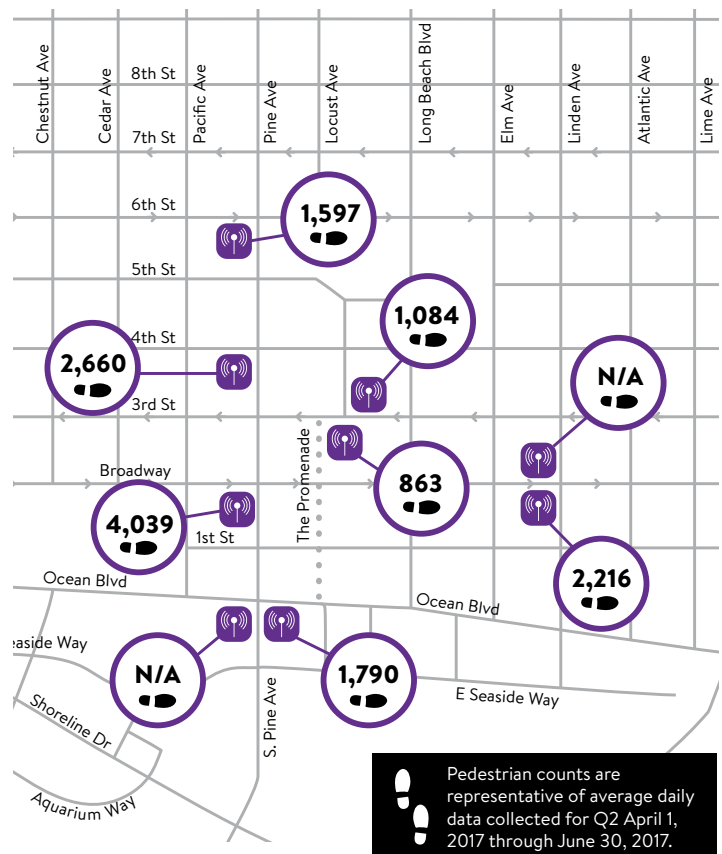 Chestnut Ave
Cedar Ave
Pacific Ave
Pine Ave
Locust Ave
Long Beach Blvd
Elm Ave
Linden Ave
Atlantic Ave
Lime Ave
8th St
7th St
6th St
1,597
5th St
1,084
4th St
2,660
N/A
3rd St
The Promenade
Broadway
863
4,039
1st St
2,216
Ocean Blvd
Ocean Blvd
easide Way
N/A
1,790
E Seaside Way
S. Pine Ave
Shoreline Dr
Aquarium Way
Pedestrian counts are
representative of average daily
data collected for Q2 April 1,
2017 through June 30, 2017.